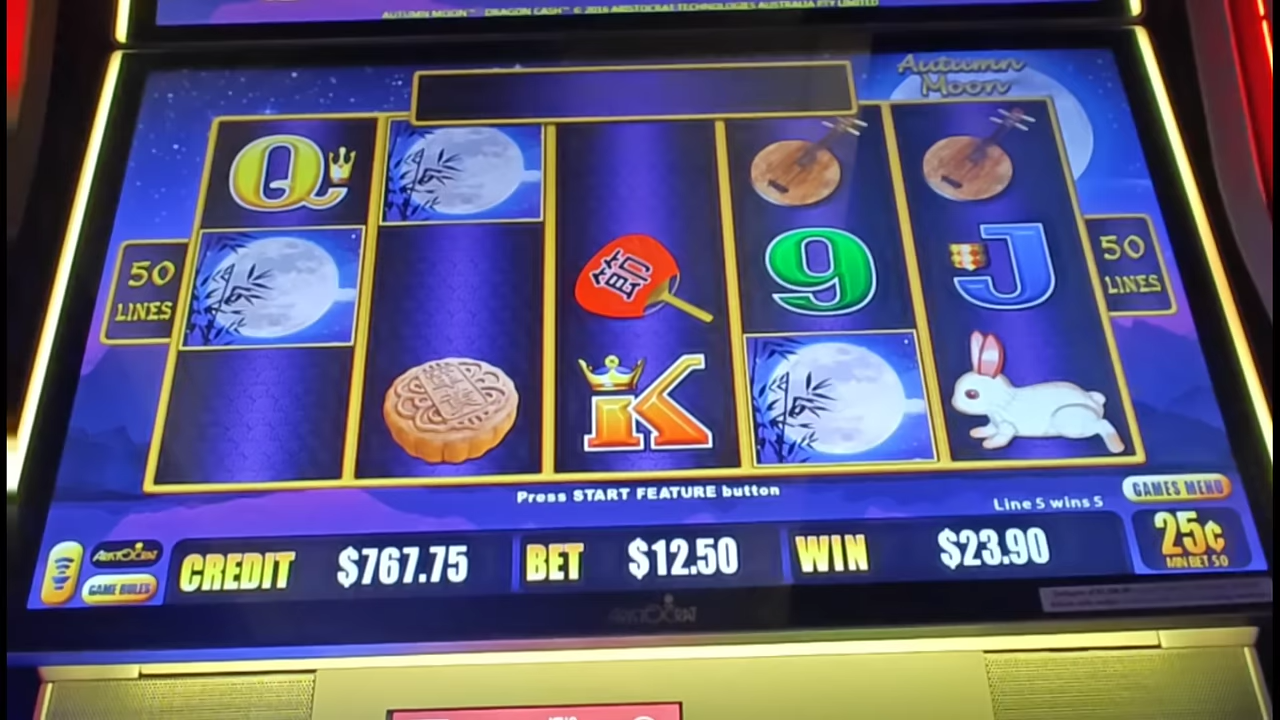 AUTUMN MOON™ DRAGON CASH™ © 2016 ARISTOCRAT TECHNOLOGIES AUSTRALIA PTY LIMITED
Autumn
Moon
Q
50
LINES
9
J
50
LINES
K
Press START FEATURE button
Line 5 wins 5
GAMES MENU
ARISTOCRAT
GAME RULES
CREDIT $767.75
BET $12.50
WIN $23.90
25¢
MIN BET 50
ARISTOCRAT